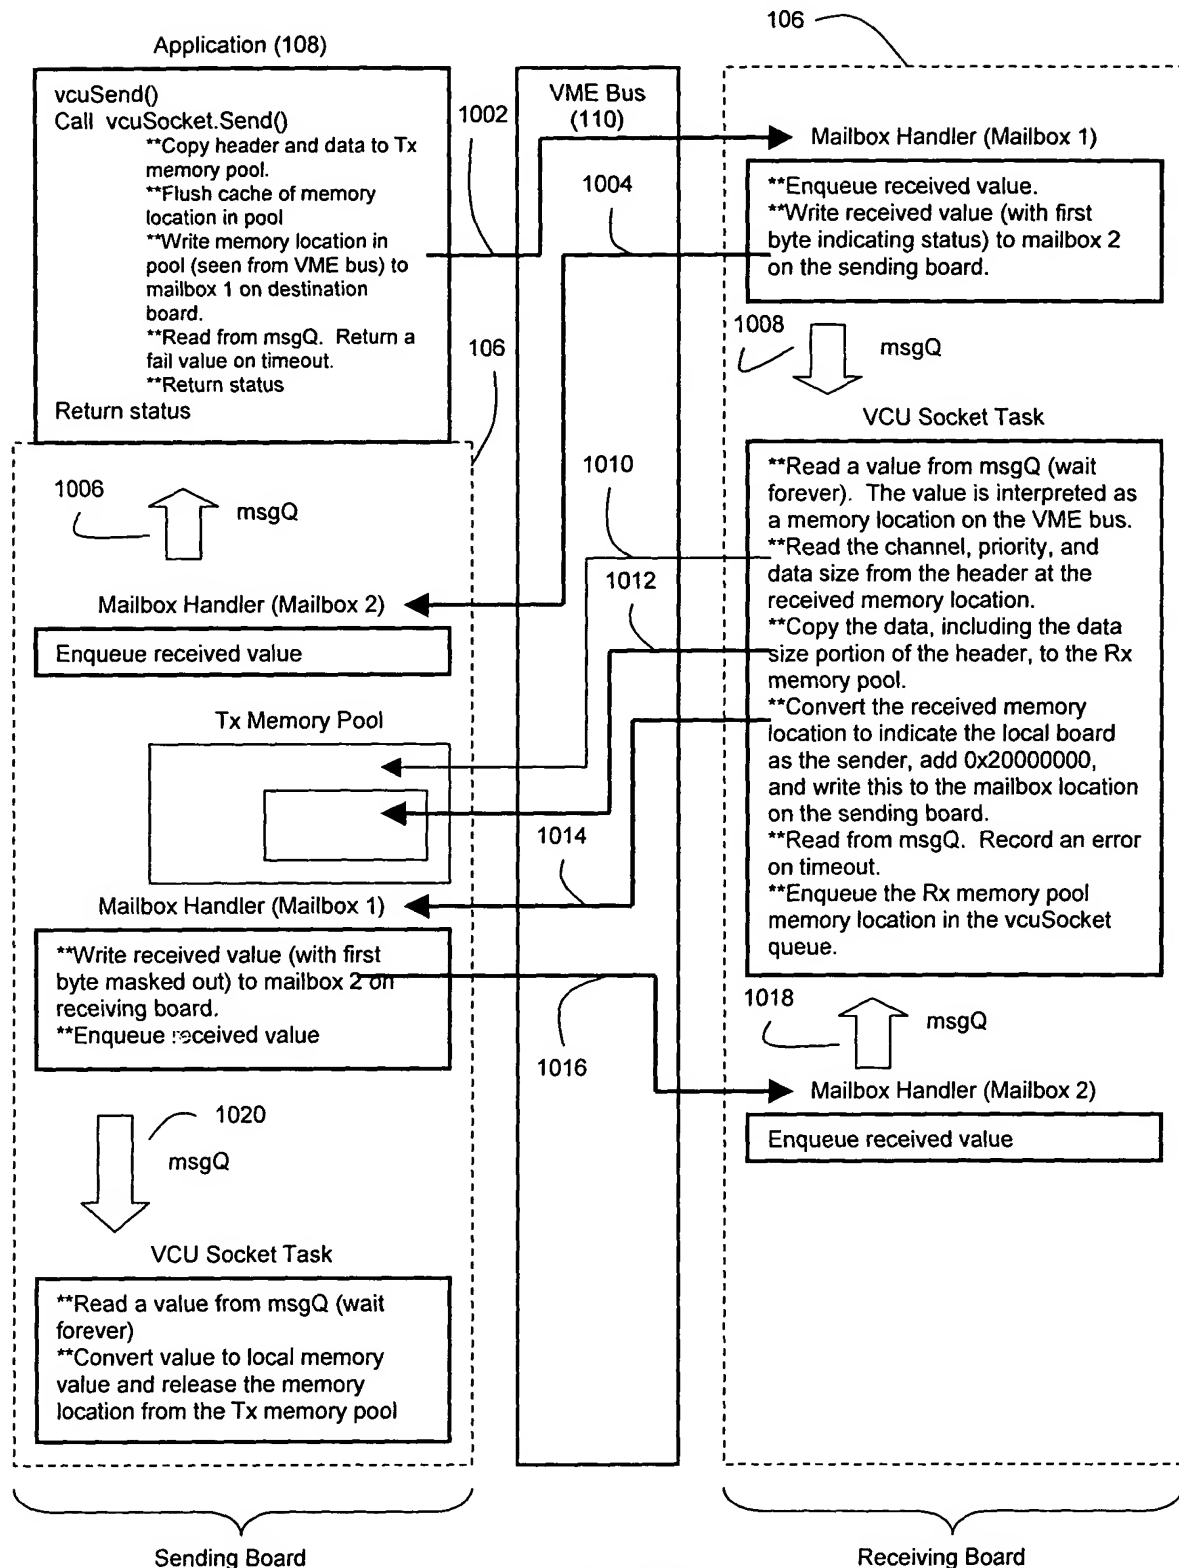 106
Application (108)
vcuSend()
Call vcuSocket.Send()
**Copy header and data to Tx
memory pool.
**Flush cache of memory
location in pool
**Write memory location in
pool (seen from VME bus) to
mailbox 1 on destination
board.
**Read from msgQ. Return a
fail value on timeout.
**Return status
Return status
1002
VME Bus
(110)
1004
106
Mailbox Handler (Mailbox 1)
**Enqueue received value.
**Write received value (with first
byte indicating status) to mailbox 2
on the sending board.
1008
msgQ
VCU Socket Task
**Read a value from msgQ (wait
forever). The value is interpreted as
a memory location on the VME bus.
**Read the channel, priority, and
data size from the header at the
received memory location.
**Copy the data, including the data
size portion of the header, to the Rx
memory pool.
**Convert the received memory
location to indicate the local board
as the sender, add 0x20000000,
and write this to the mailbox location
on the sending board.
**Read from msgQ. Record an error
on timeout.
**Enqueue the Rx memory pool
memory location in the vcuSocket
queue.
1006
msgQ
1010
1012
Mailbox Handler (Mailbox 2)
Enqueue received value
Tx Memory Pool
1014
Mailbox Handler (Mailbox 1)
**Write received value (with first
byte masked out) to mailbox 2 on
receiving board.
**Enqueue received value
1016
1018
msgQ
Mailbox Handler (Mailbox 2)
Enqueue received value
1020
msgQ
VCU Socket Task
**Read a value from msgQ (wait
forever)
**Convert value to local memory
value and release the memory
location from the Tx memory pool
Sending Board
Receiving Board